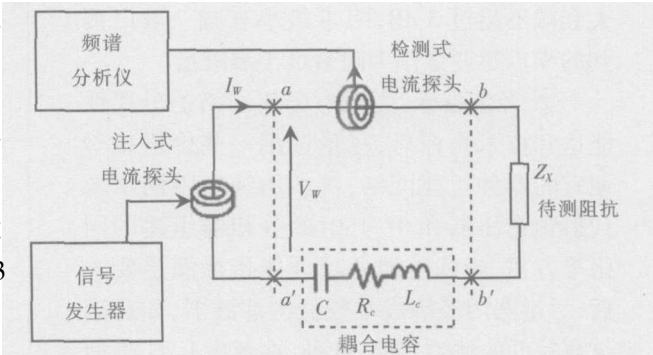 频谱
分析仪
检测式
电流探头
I_W
a
b
注入式
电流探头
V_W
Z_X
待测阻抗
3
信号
发生器
a'
C
R_c
L_c
b'
耦合电容